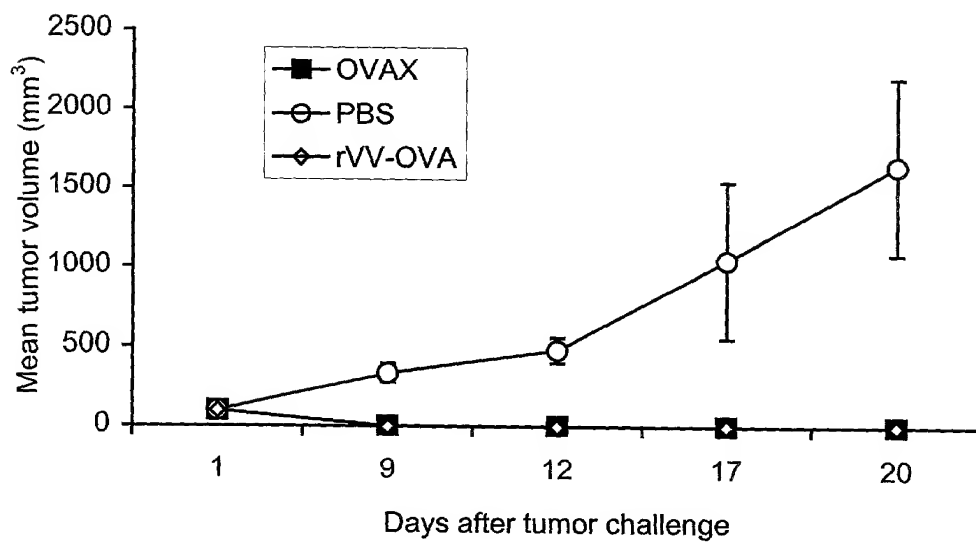 2500
2000
1500
1000
500
0
Mean tumor volume (mm³)
OVAX
PBS
rVV-OVA
1 9 12 17 20
Days after tumor challenge